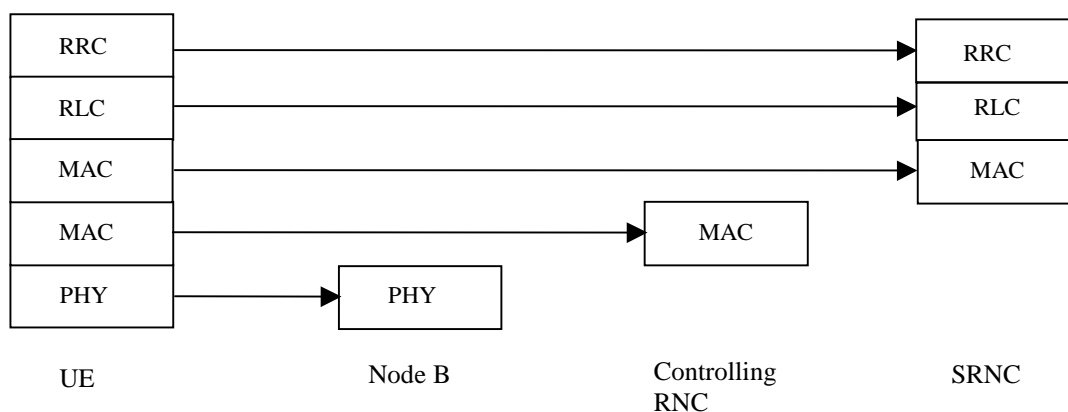 RRC RRC
RLC RLC
MAC MAC
MAC MAC
PHY PHY
UE Node B Controlling SRNC
RNC